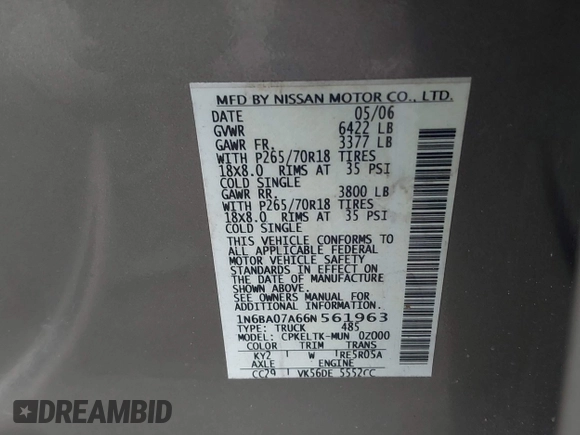 MFD BY NISSAN MOTOR CO., LTD.
DATE 05/06
GVWR 6422 LB
GAWR FR. 3377 LB
WITH P265/70R18 TIRES
18X8.0 RIMS AT 35 PSI
COLD SINGLE
GAWR RR. 3800 LB
WITH P265/70R18 TIRES
18X8.0 RIMS AT 35 PSI
COLD SINGLE
THIS VEHICLE CONFORMS TO
ALL APPLICABLE FEDERAL
MOTOR VEHICLE SAFETY
STANDARDS IN EFFECT ON
THE DATE OF MANUFACTURE
SHOWN ABOVE.
SEE OWNERS MANUAL FOR
ADDITIONAL INFORMATION.
1N6BA07A66N561963
TYPE: TRUCK 485
MODEL: CPKELTK-MUN 0Z000
COLOR TRIM TRANS
KY2 W RE5R05A
AXLE ENGINE
CC29 VK56DE 5552CC
DREAMBID